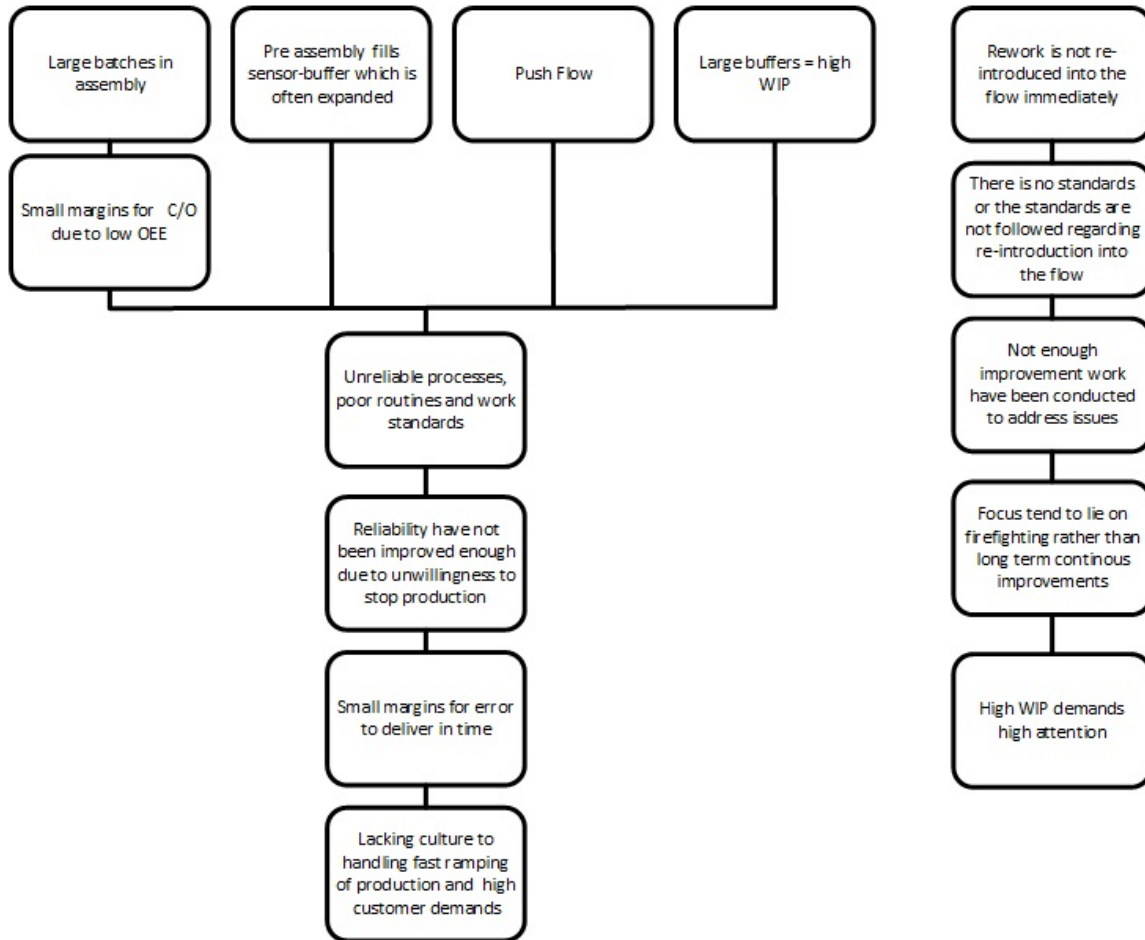 Large batches in
assembly
Pre assembly fills
sensor-buffer which is
often expanded
Push Flow
Large buffers = high
WIP
Rework is not re-
introduced into the
flow immediately
Small margins for C/O
due to low OEE
There is no standards
or the standards are
not followed regarding
re-introduction into
the flow
Unreliable processes,
poor routines and work
standards
Not enough
improvement work
have been conducted
to address issues
Reliability have not
been improved enough
due to unwillingness to
stop production
Focus tend to lie on
firefighting rather than
long term continous
improvements
Small margins for error
to deliver in time
High WIP demands
high attention
Lacking culture to
handling fast ramping
of production and high
customer demands